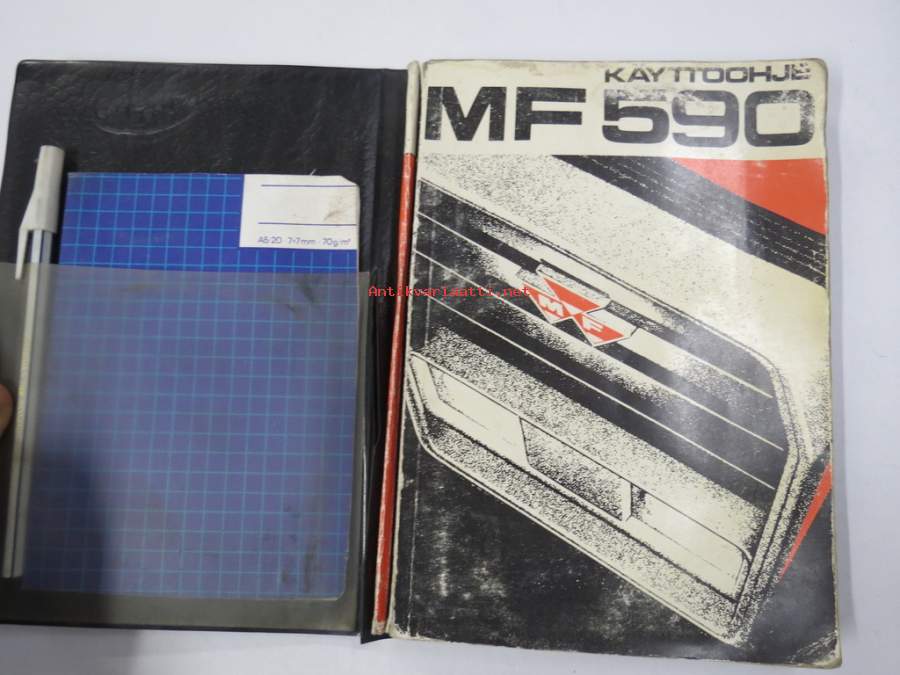 KÄYTTÖOHJE
MF 590
A6/20 · 7×7mm · 70g/m²
Antikvariaatti.net
MF